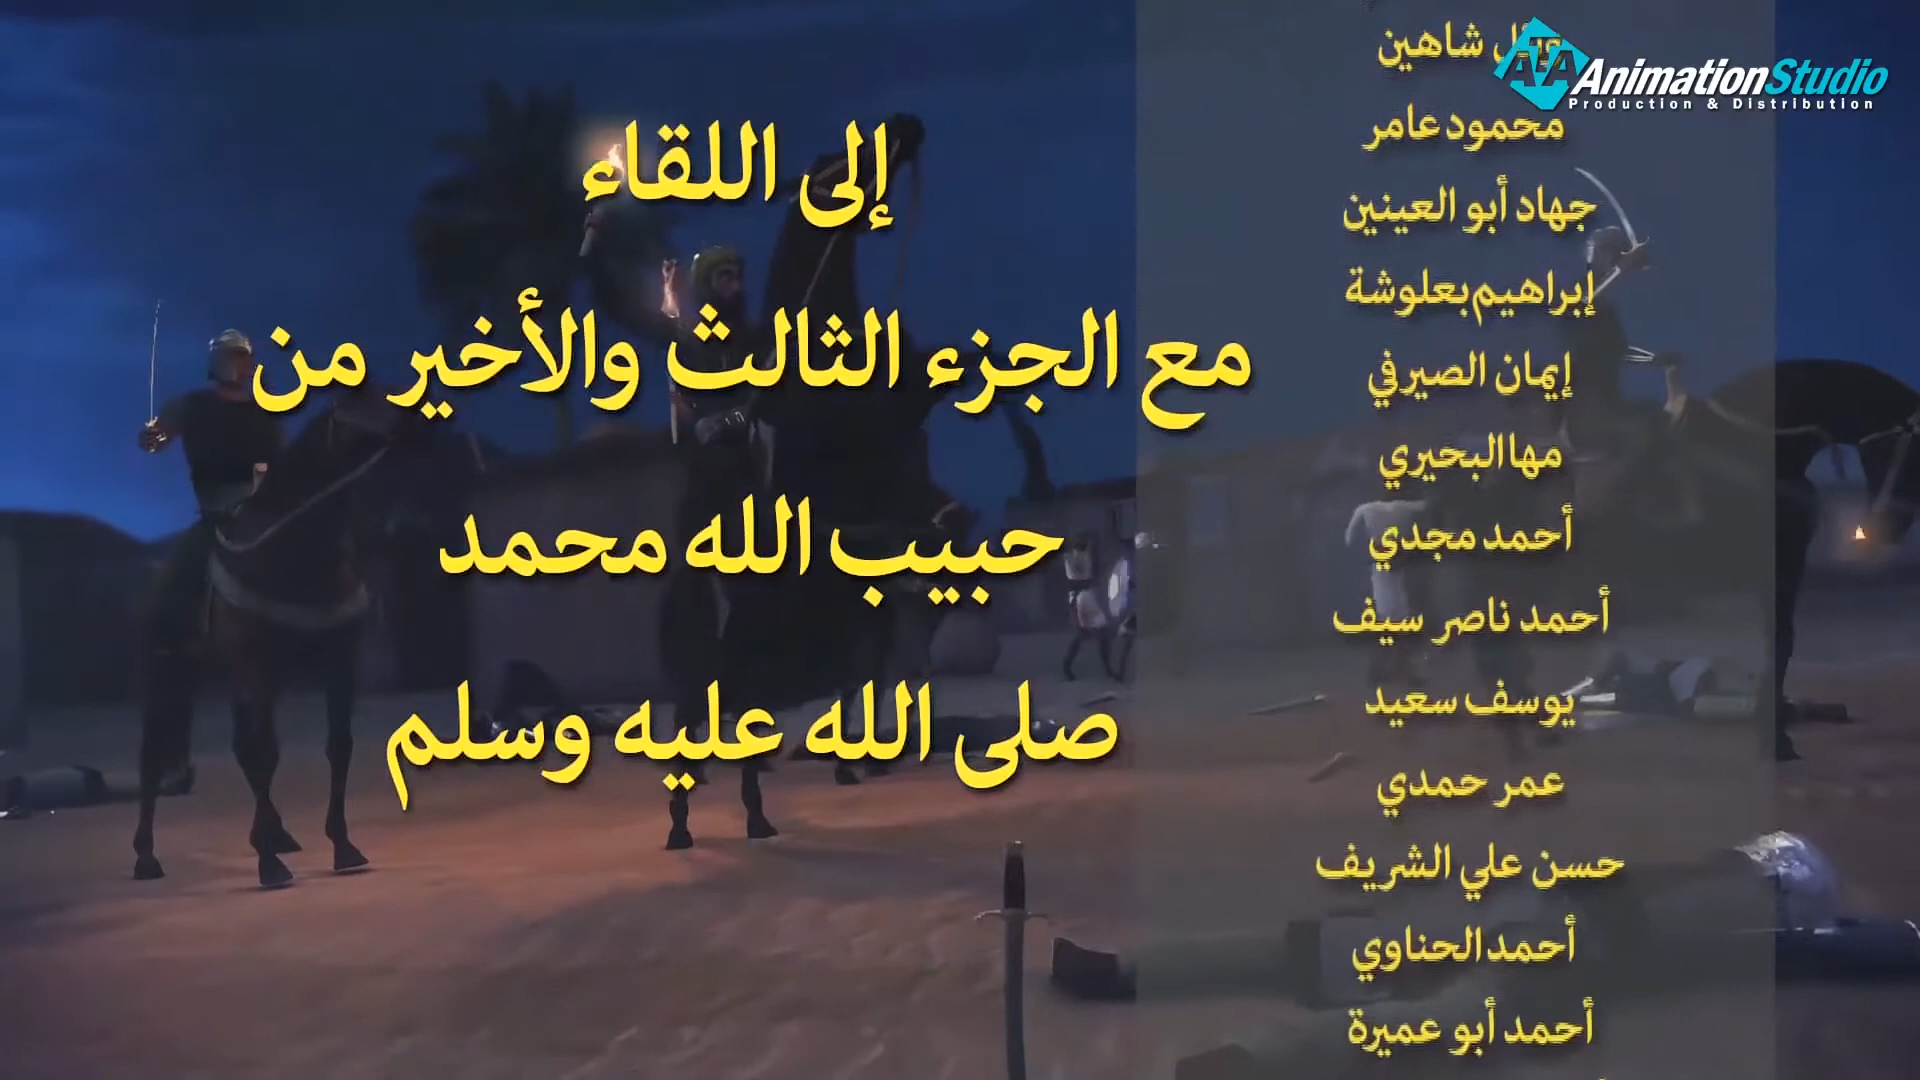 إلى اللقاء
مع الجزء الثالث والأخير من
حبيب الله محمد
صلى الله عليه وسلم
شاهين
محمود عامر
جهاد أبو العينين
إبراهيم بعلوشة
إيمان الصيرفي
مها البحيري
أحمد مجدي
أحمد ناصر سيف
يوسف سعيد
عمر حمدي
حسن علي الشريف
أحمد الحناوي
أحمد أبو عميرة
AnimationStudio
Production & Distribution